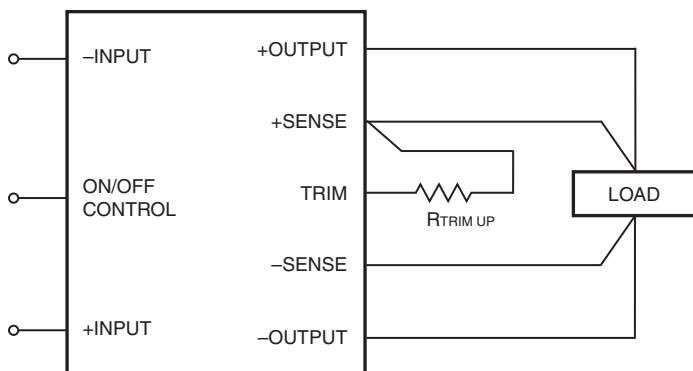 –INPUT
+OUTPUT
+SENSE
ON/OFF
CONTROL
TRIM
LOAD
RTRIM UP
–SENSE
+INPUT
–OUTPUT